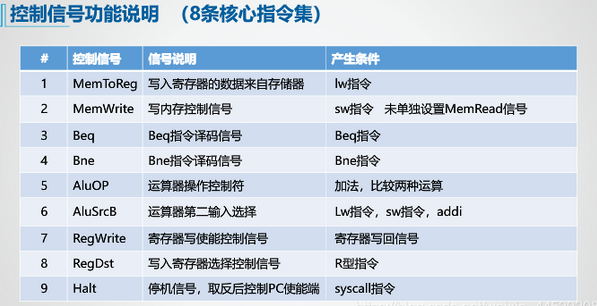 控制信号功能说明 （8条核心指令集）
# 控制信号 信号说明 产生条件
1 MemToReg 写入寄存器的数据来自存储器 lw指令
2 MemWrite 写内存控制信号 sw指令 未单独设置MemRead信号
3 Beq Beq指令译码信号 Beq指令
4 Bne Bne指令译码信号 Bne指令
5 AluOP 运算器操作控制符 加法，比较两种运算
6 AluSrcB 运算器第二输入选择 Lw指令，sw指令，addi
7 RegWrite 寄存器写使能控制信号 寄存器写回信号
8 RegDst 写入寄存器选择控制信号 R型指令
9 Halt 停机信号，取反后控制PC使能端 syscall指令